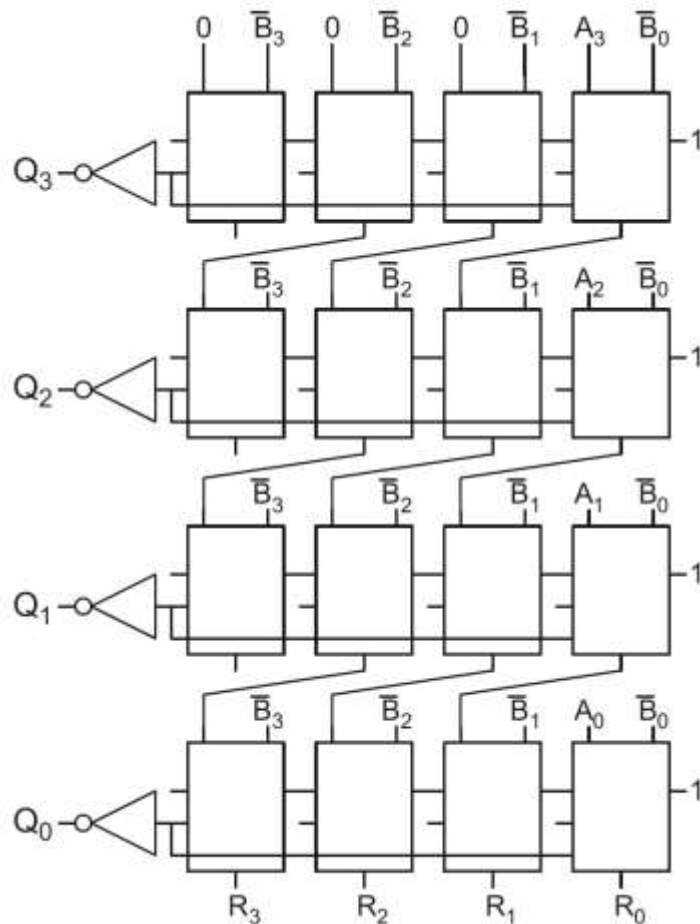 0 B̅₃ 0 B̅₂ 0 B̅₁ A₃ B̅₀
1
Q₃
B̅₃ B̅₂ B̅₁ A₂ B̅₀
1
Q₂
B̅₃ B̅₂ B̅₁ A₁ B̅₀
1
Q₁
B̅₃ B̅₂ B̅₁ A₀ B̅₀
1
Q₀
R₃ R₂ R₁ R₀